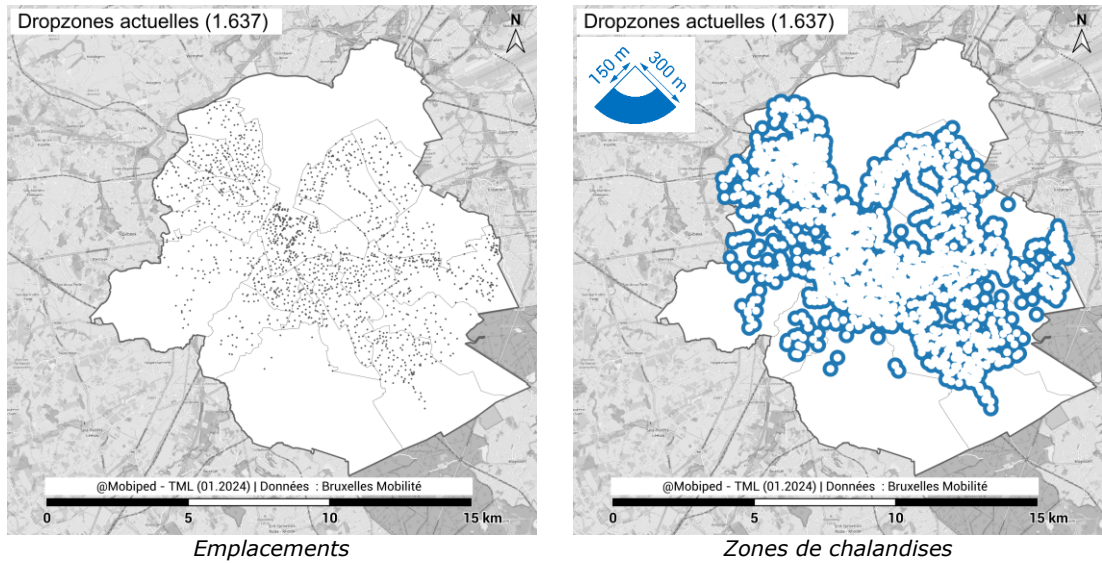 Dropzones actuelles (1.637)
N
@Mobiped - TML (01.2024) | Données : Bruxelles Mobilité
0 5 10 15 km
Emplacements
Dropzones actuelles (1.637)
N
150 m
300 m
@Mobiped - TML (01.2024) | Données : Bruxelles Mobilité
0 5 10 15 km
Zones de chalandises